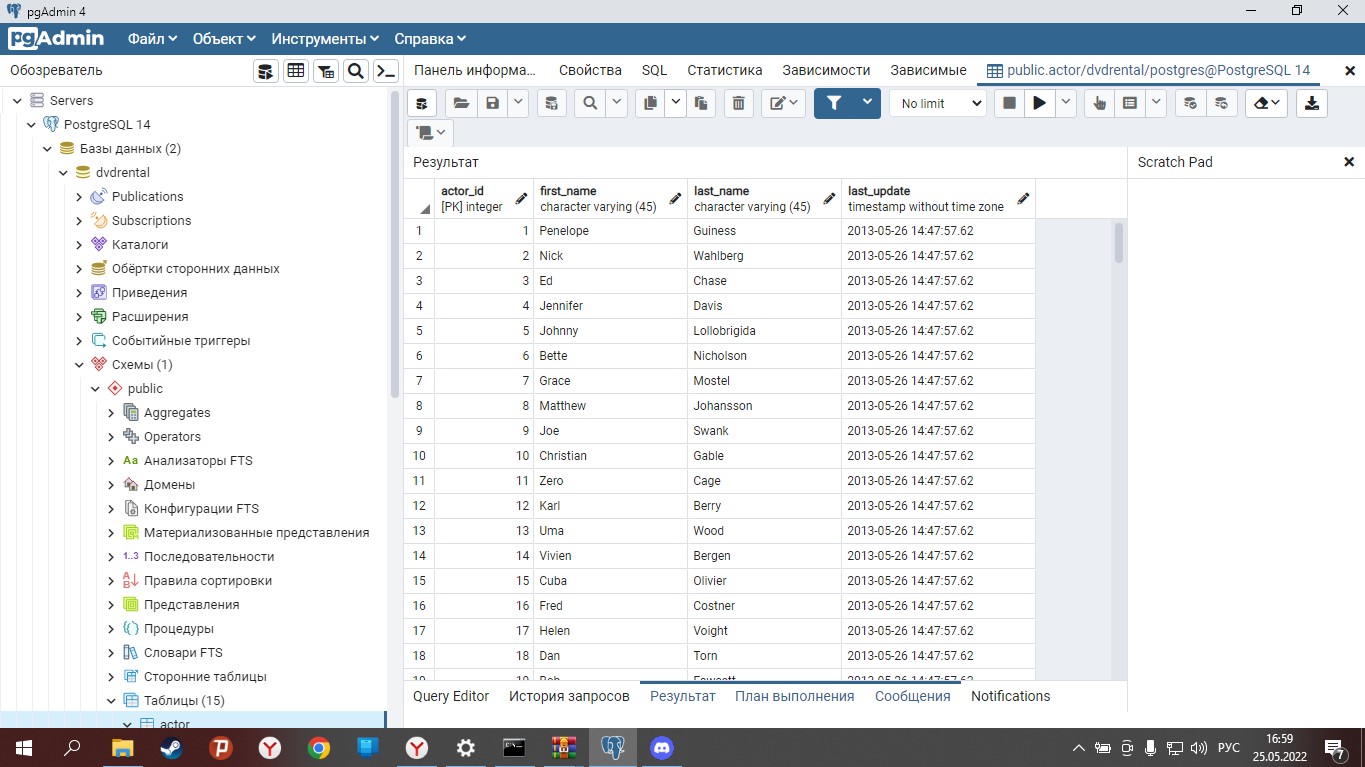 pgAdmin 4
pgAdmin Файл Объект Инструменты Справка
Обозреватель
Панель информа... Свойства SQL Статистика Зависимости Зависимые public.actor/dvdrental/postgres@PostgreSQL 14
Servers
PostgreSQL 14
Базы данных (2)
dvdrental
Publications
Subscriptions
Каталоги
Обёртки сторонних данных
Приведения
Расширения
Событийные триггеры
Схемы (1)
public
Aggregates
Operators
Aa Анализаторы FTS
Домены
Конфигурации FTS
Материализованные представления
1..3 Последовательности
Правила сортировки
Представления
Процедуры
Словари FTS
Сторонние таблицы
Таблицы (15)
actor
No limit
Результат
Scratch Pad
actor_id first_name last_name last_update
[PK] integer character varying (45) character varying (45) timestamp without time zone
1 1 Penelope Guiness 2013-05-26 14:47:57.62
2 2 Nick Wahlberg 2013-05-26 14:47:57.62
3 3 Ed Chase 2013-05-26 14:47:57.62
4 4 Jennifer Davis 2013-05-26 14:47:57.62
5 5 Johnny Lollobrigida 2013-05-26 14:47:57.62
6 6 Bette Nicholson 2013-05-26 14:47:57.62
7 7 Grace Mostel 2013-05-26 14:47:57.62
8 8 Matthew Johansson 2013-05-26 14:47:57.62
9 9 Joe Swank 2013-05-26 14:47:57.62
10 10 Christian Gable 2013-05-26 14:47:57.62
11 11 Zero Cage 2013-05-26 14:47:57.62
12 12 Karl Berry 2013-05-26 14:47:57.62
13 13 Uma Wood 2013-05-26 14:47:57.62
14 14 Vivien Bergen 2013-05-26 14:47:57.62
15 15 Cuba Olivier 2013-05-26 14:47:57.62
16 16 Fred Costner 2013-05-26 14:47:57.62
17 17 Helen Voight 2013-05-26 14:47:57.62
18 18 Dan Torn 2013-05-26 14:47:57.62
Query Editor История запросов Результат План выполнения Сообщения Notifications
РУС
16:59
25.05.2022
7